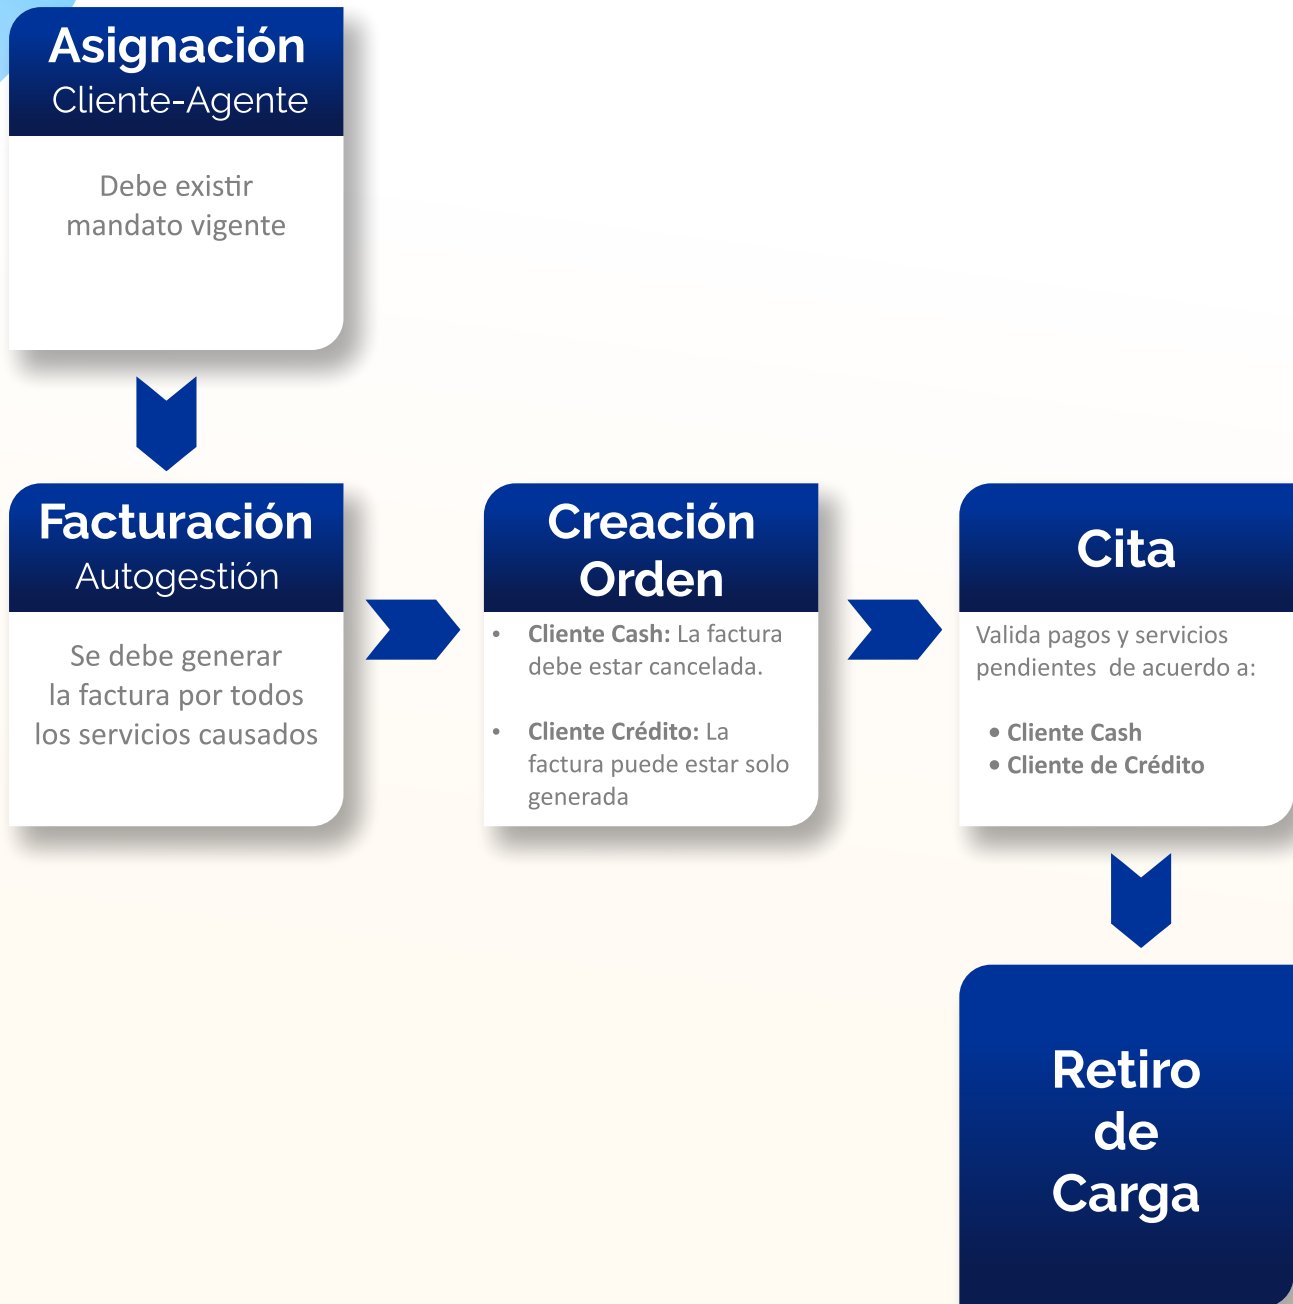 Asignación
Cliente-Agente
Debe existir
mandato vigente
Facturación
Autogestión
Se debe generar
la factura por todos
los servicios causados
Creación
Orden
• Cliente Cash: La factura
debe estar cancelada.
• Cliente Crédito: La
factura puede estar solo
generada
Cita
Valida pagos y servicios
pendientes  de acuerdo a:
• Cliente Cash
• Cliente de Crédito
Retiro
de
Carga